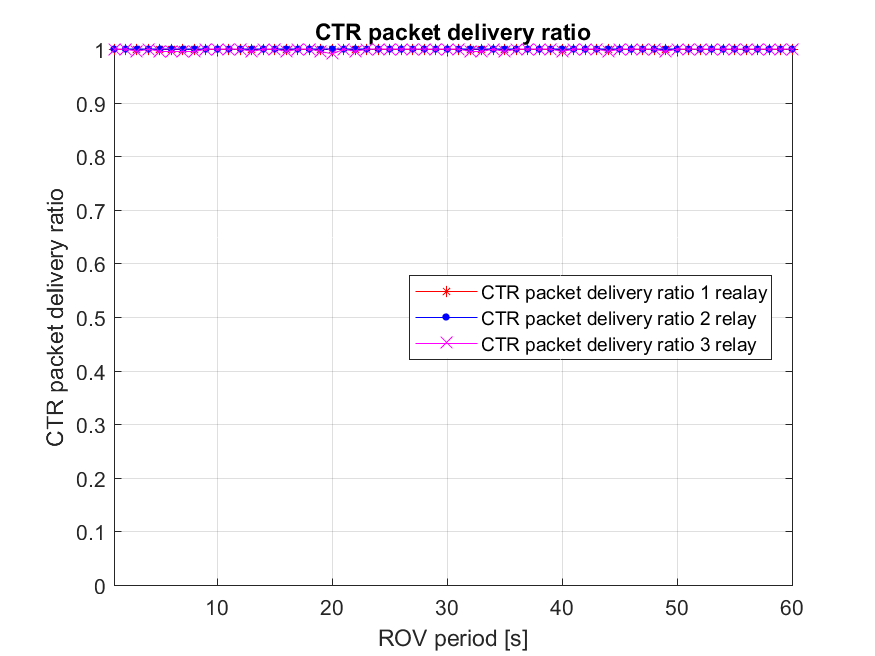 CTR packet delivery ratio
1
0.9
0.8
0.7
0.6
0.5
0.4
0.3
0.2
0.1
0
CTR packet delivery ratio
CTR packet delivery ratio 1 realay
CTR packet delivery ratio 2 relay
CTR packet delivery ratio 3 relay
10 20 30 40 50 60
ROV period [s]